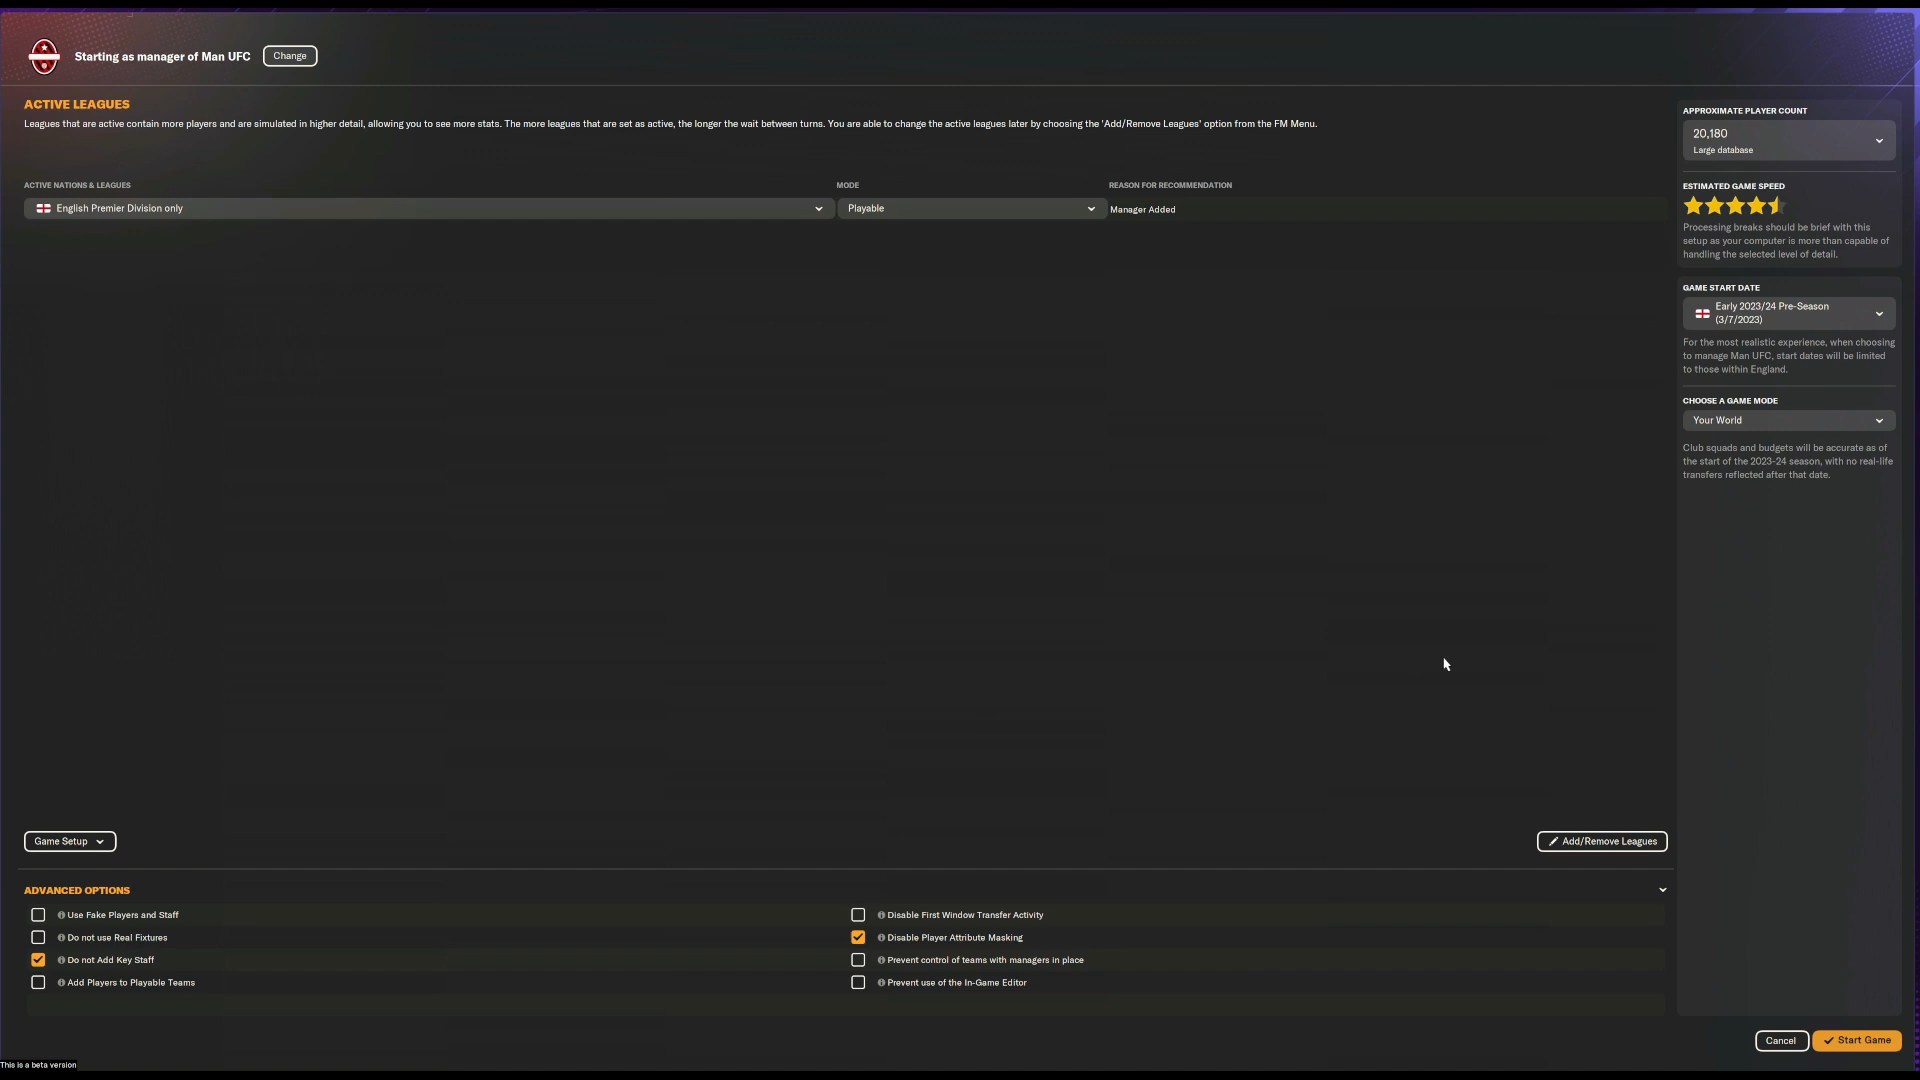 Starting as manager of Man UFC
Change
ACTIVE LEAGUES
Leagues that are active contain more players and are simulated in higher detail, allowing you to see more stats. The more leagues that are set as active, the longer the wait between turns. You are able to change the active leagues later by choosing the 'Add/Remove Leagues' option from the FM Menu.
ACTIVE NATIONS & LEAGUES
MODE
REASON FOR RECOMMENDATION
English Premier Division only
Playable
Manager Added
APPROXIMATE PLAYER COUNT
20,180
Large database
ESTIMATED GAME SPEED
Processing breaks should be brief with this
setup as your computer is more than capable of
handling the selected level of detail.
GAME START DATE
Early 2023/24 Pre-Season
(3/7/2023)
For the most realistic experience, when choosing
to manage Man UFC, start dates will be limited
to those within England.
CHOOSE A GAME MODE
Your World
Club squads and budgets will be accurate as of
the start of the 2023-24 season, with no real-life
transfers reflected after that date.
Game Setup
Add/Remove Leagues
ADVANCED OPTIONS
Use Fake Players and Staff
Disable First Window Transfer Activity
Do not use Real Fixtures
Disable Player Attribute Masking
Do not Add Key Staff
Prevent control of teams with managers in place
Add Players to Playable Teams
Prevent use of the In-Game Editor
Cancel
Start Game
This is a beta version